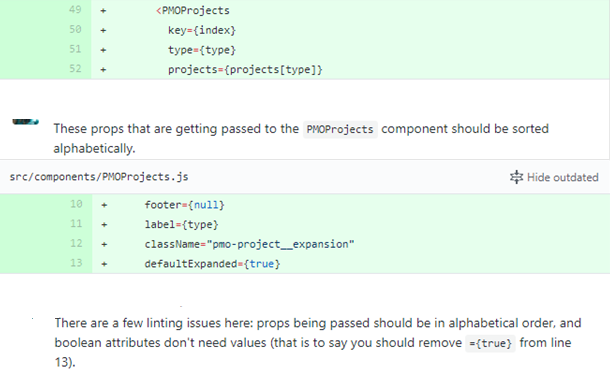 49 + <PMOProjects
50 + key={index}
51 + type={type}
52 + projects={projects[type]}
These props that are getting passed to the PMOProjects component should be sorted
alphabetically.
src/components/PMOProjects.js Hide outdated
10 + footer={null}
11 + label={type}
12 + className="pmo-project__expansion"
13 + defaultExpanded={true}
There are a few linting issues here: props being passed should be in alphabetical order, and
boolean attributes don't need values (that is to say you should remove ={true} from line
13).